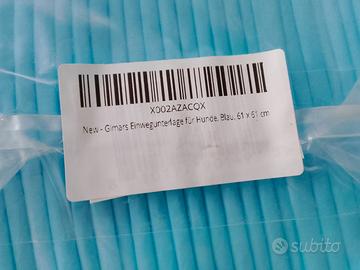 X002AZACQX
New - Gimars Einwegunterlage für Hunde, Blau, 61 x 61 cm
subito